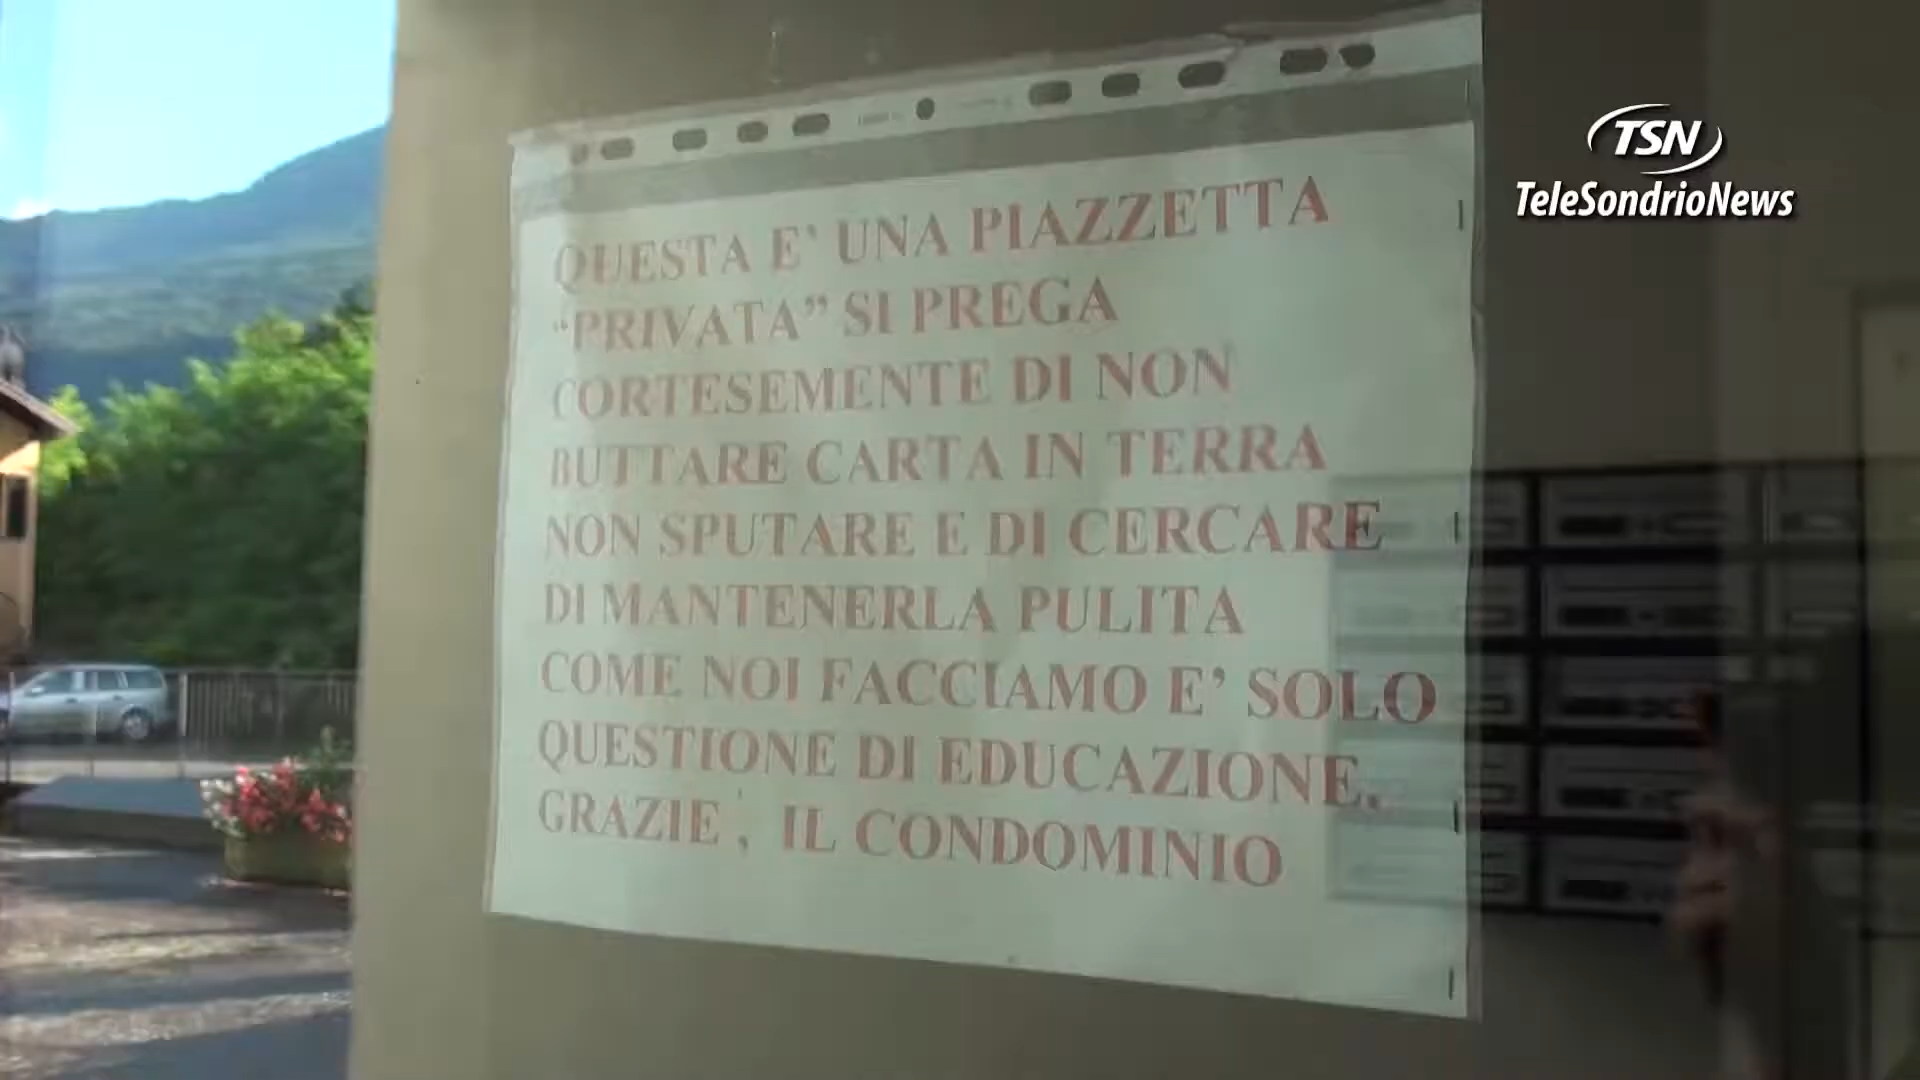 QUESTA E' UNA PIAZZETTA
“PRIVATA” SI PREGA
CORTESEMENTE DI NON
BUTTARE CARTA IN TERRA
NON SPUTARE E DI CERCARE
DI MANTENERLA PULITA
COME NOI FACCIAMO E' SOLO
QUESTIONE DI EDUCAZIONE.
GRAZIE, IL CONDOMINIO
TSN
TeleSondrioNews